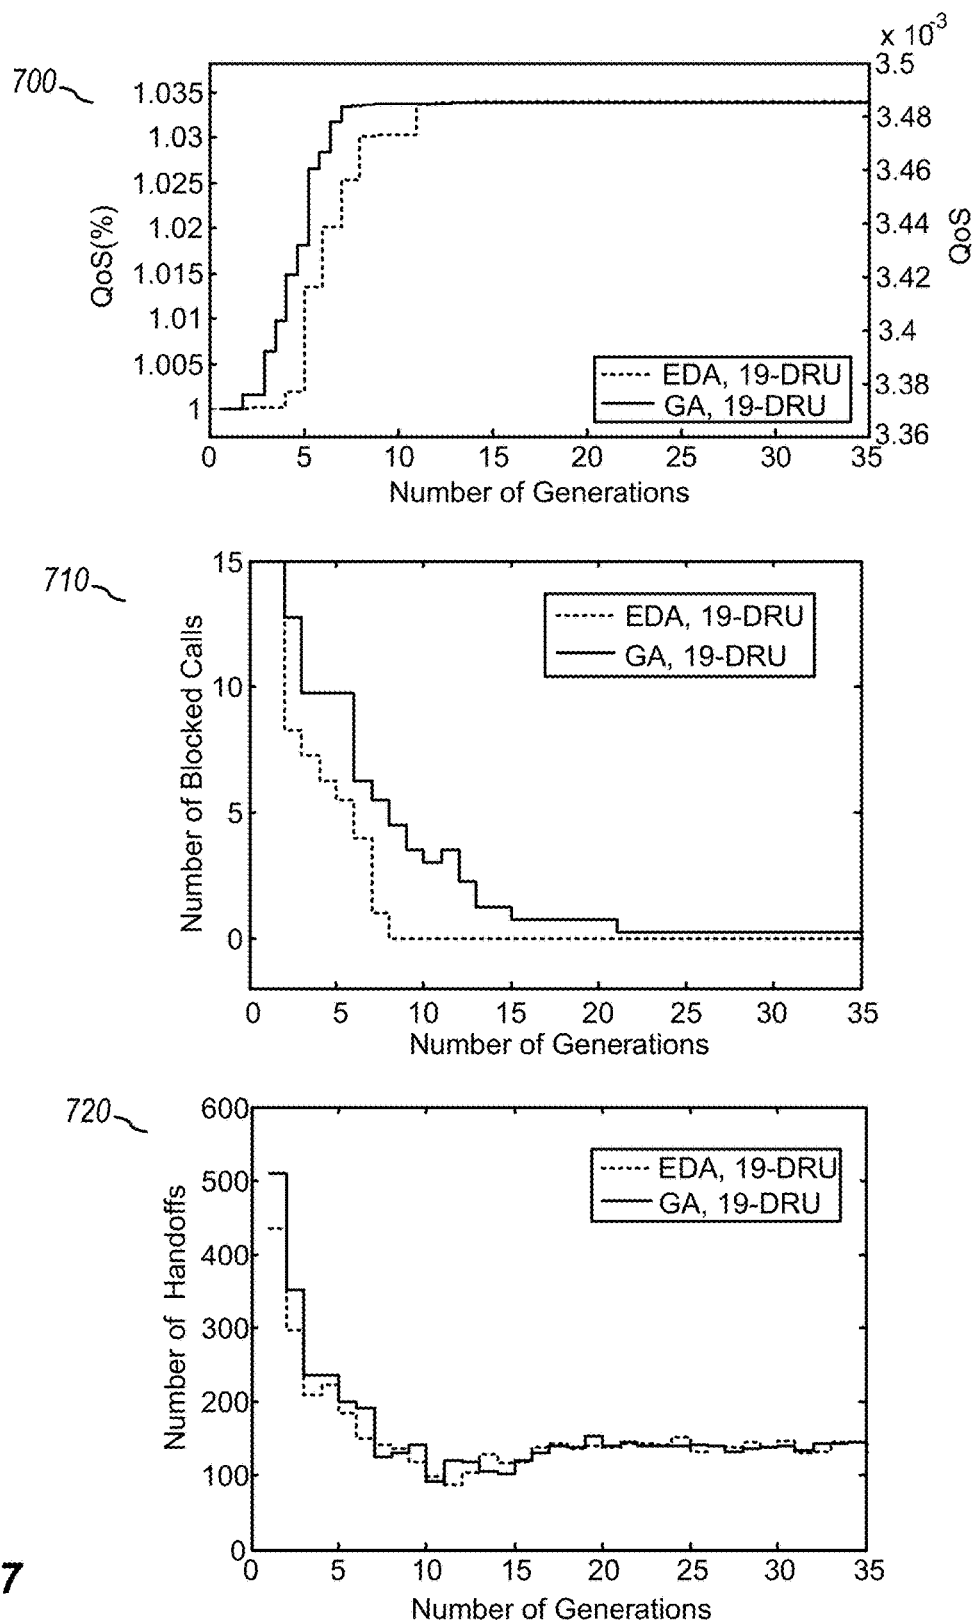 x 10-3
700
3.5
1.035
3.48
1.03
3.46
1.025
3.44
1.02
QoS(%)
QoS
1.015
3.42
1.01
3.4
1.005
EDA, 19-DRU
3.38
1
GA, 19-DRU
3.36
0 5 10 15 20 25 30 35
Number of Generations
710
15
EDA, 19-DRU
GA, 19-DRU
10
Number of Blocked Calls
5
0
0 5 10 15 20 25 30 35
Number of Generations
720
600
EDA, 19-DRU
500
GA, 19-DRU
400
Number of Handoffs
300
200
100
0
0 5 10 15 20 25 30 35
7
Number of Generations